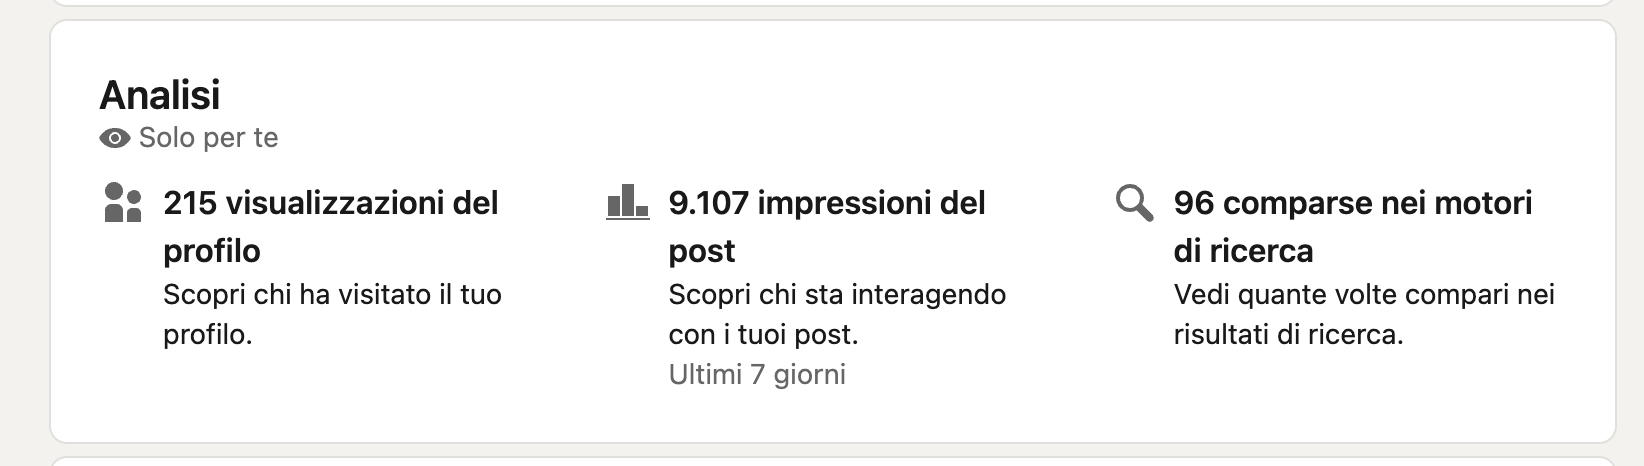 Analisi
Solo per te
215 visualizzazioni del
profilo
Scopri chi ha visitato il tuo
profilo.
9.107 impressioni del
post
Scopri chi sta interagendo
con i tuoi post.
Ultimi 7 giorni
96 comparse nei motori
di ricerca
Vedi quante volte compari nei
risultati di ricerca.